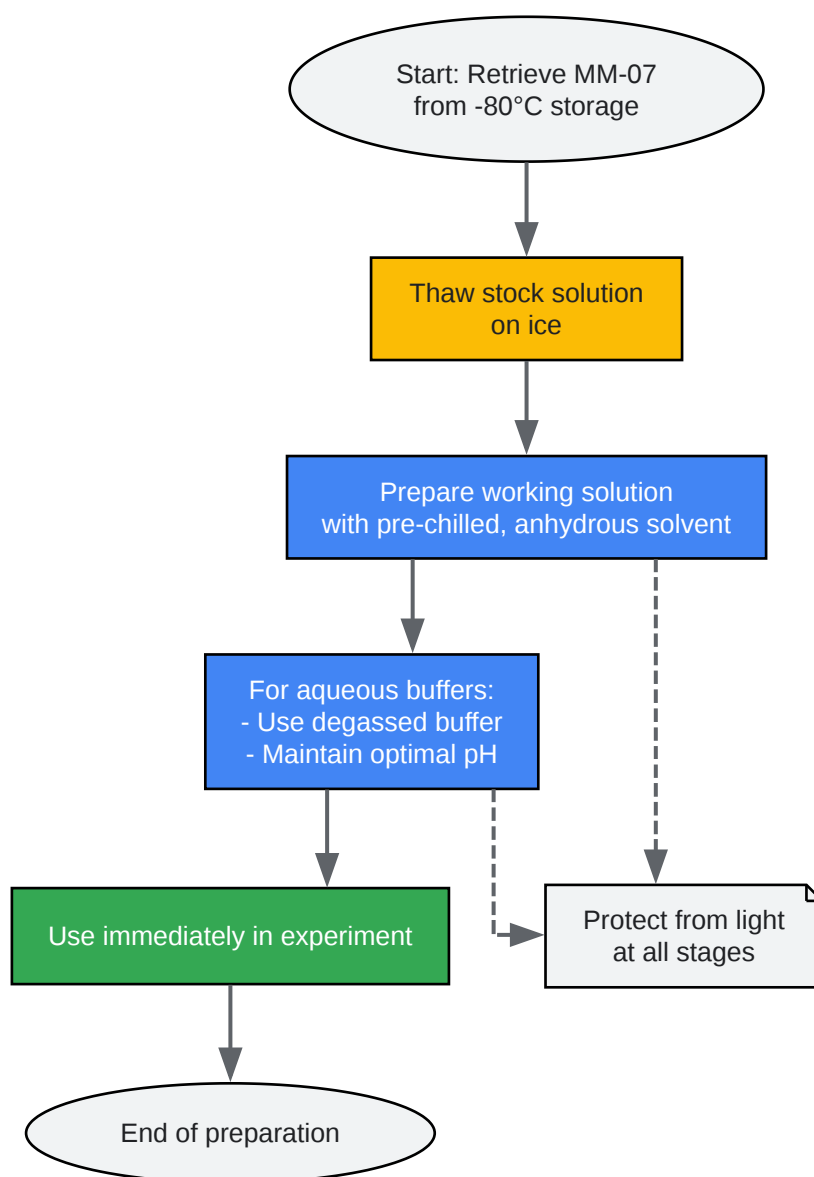 Start: Retrieve MM-07
from -80°C storage
Thaw stock solution
on ice
Prepare working solution
with pre-chilled, anhydrous solvent
For aqueous buffers:
- Use degassed buffer
- Maintain optimal pH
Use immediately in experiment
Protect from light
at all stages
End of preparation